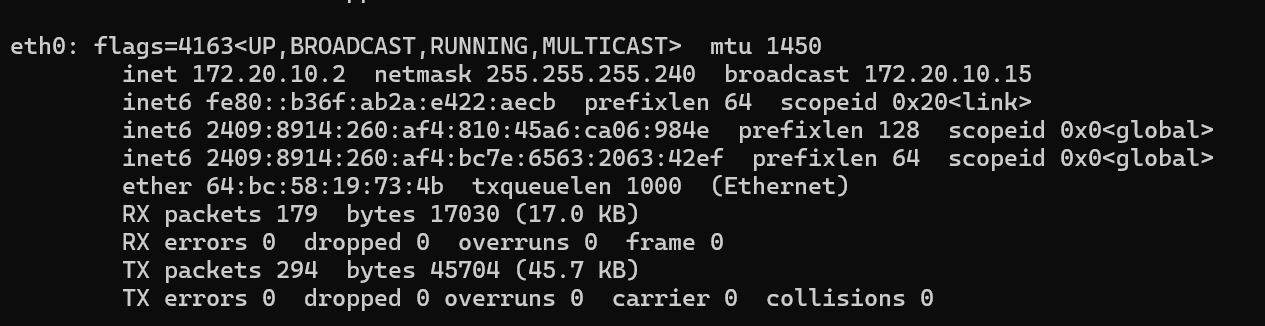 eth0: flags=4163<UP,BROADCAST,RUNNING,MULTICAST>  mtu 1450
        inet 172.20.10.2  netmask 255.255.255.240  broadcast 172.20.10.15
        inet6 fe80::b36f:ab2a:e422:aecb  prefixlen 64  scopeid 0x20<link>
        inet6 2409:8914:260:af4:810:45a6:ca06:984e  prefixlen 128  scopeid 0x0<global>
        inet6 2409:8914:260:af4:bc7e:6563:2063:42ef  prefixlen 64  scopeid 0x0<global>
        ether 64:bc:58:19:73:4b  txqueuelen 1000  (Ethernet)
        RX packets 179  bytes 17030 (17.0 KB)
        RX errors 0  dropped 0  overruns 0  frame 0
        TX packets 294  bytes 45704 (45.7 KB)
        TX errors 0  dropped 0 overruns 0  carrier 0  collisions 0